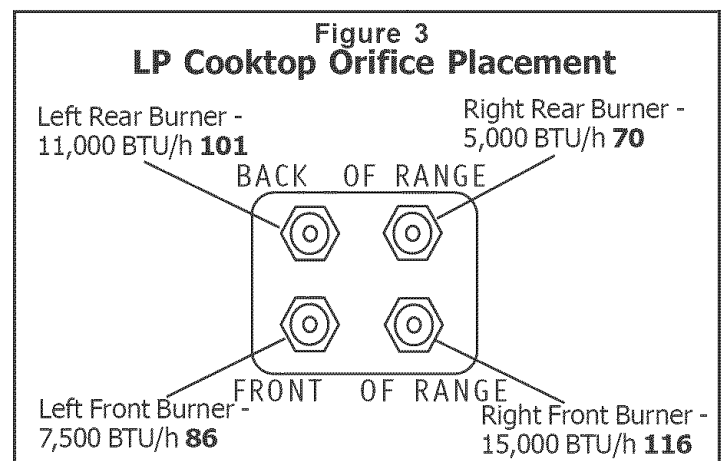 Figure 3
LP Cooktop Orifice Placement
Left Rear Burner -
11,000 BTU/h 101
Right Rear Burner -
5,000 BTU/h 70
BACK OF RANGE
FRONT OF RANGE
Left Front Burner -
7,500 BTU/h 86
Right Front Burner -
15,000 BTU/h 116